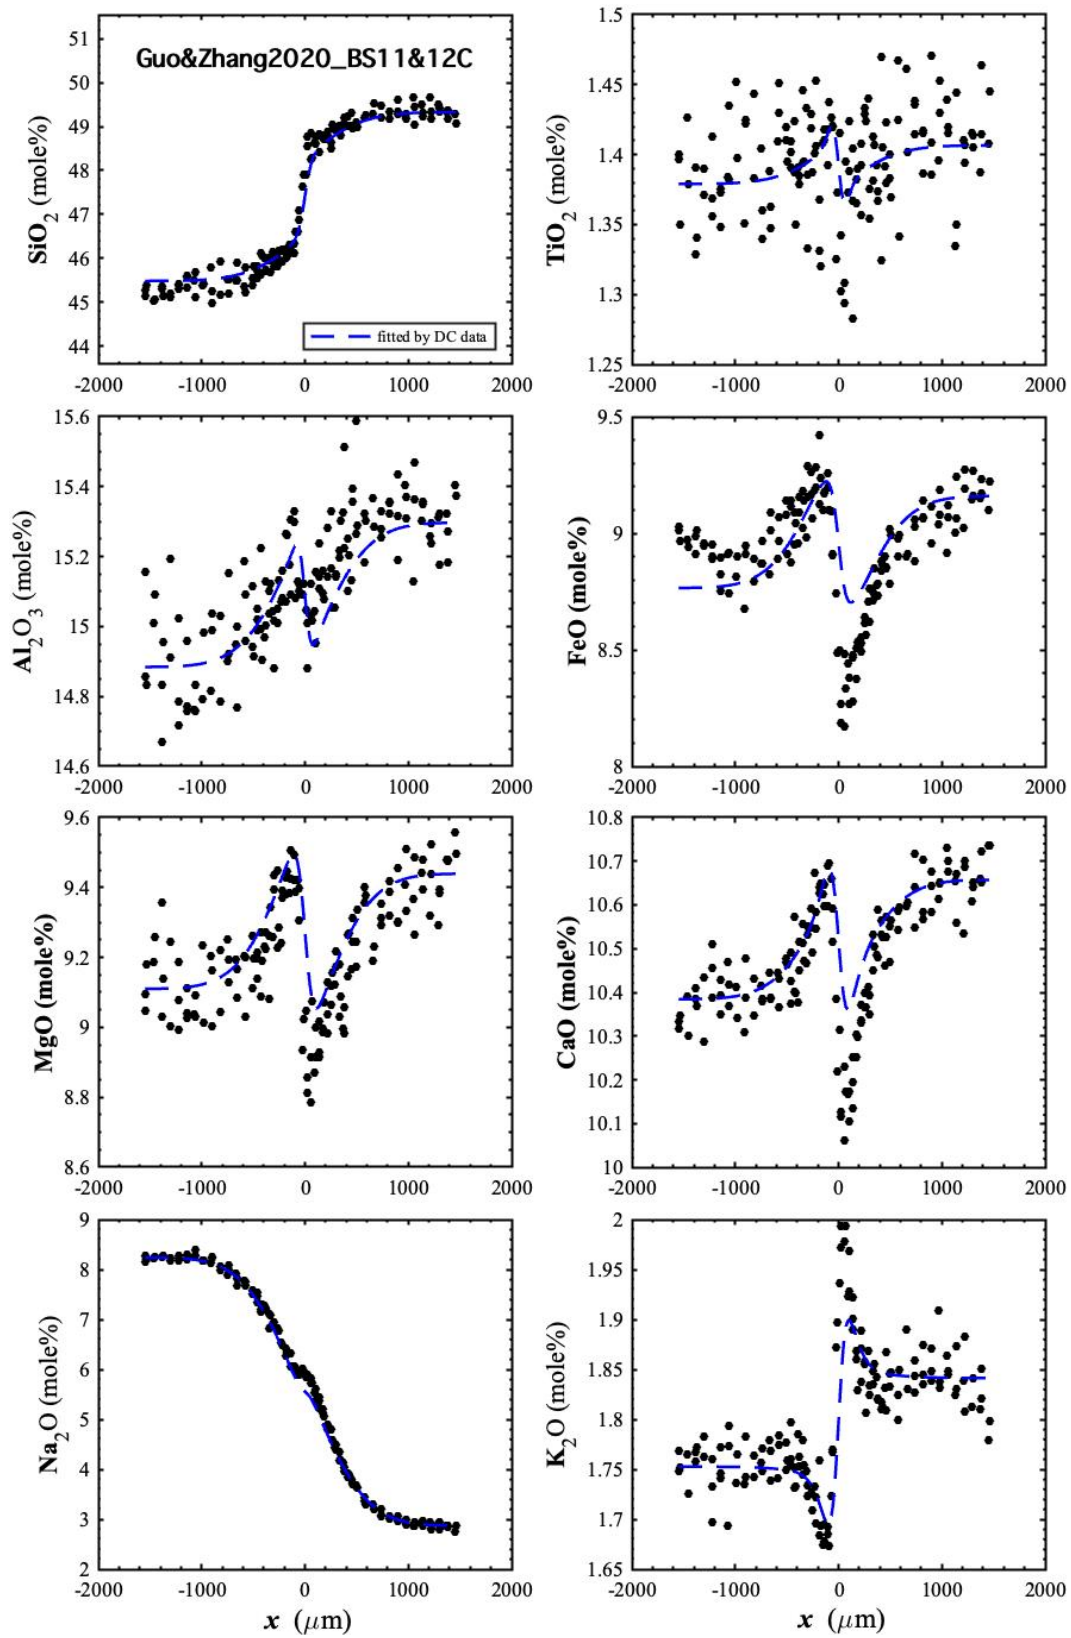 Guo&Zhang2020_BS11&12C
SiO2 (mole%)
51
50
49
48
47
46
45
44
fitted by DC data
-2000 -1000 0 1000 2000
TiO2 (mole%)
1.5
1.45
1.4
1.35
1.3
1.25
-2000 -1000 0 1000 2000
Al2O3 (mole%)
15.6
15.4
15.2
15
14.8
14.6
-2000 -1000 0 1000 2000
FeO (mole%)
9.5
9
8.5
8
-2000 -1000 0 1000 2000
MgO (mole%)
9.6
9.4
9.2
9
8.8
8.6
-2000 -1000 0 1000 2000
CaO (mole%)
10.8
10.7
10.6
10.5
10.4
10.3
10.2
10.1
10
-2000 -1000 0 1000 2000
Na2O (mole%)
9
8
7
6
5
4
3
2
-2000 -1000 0 1000 2000
x (μm)
K2O (mole%)
2
1.95
1.9
1.85
1.8
1.75
1.7
1.65
-2000 -1000 0 1000 2000
x (μm)